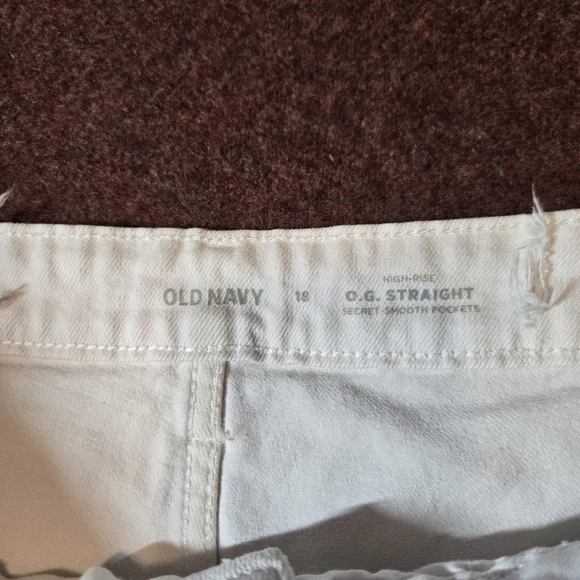 OLD NAVY
18
HIGH-RISE
O.G. STRAIGHT
SECRET-SMOOTH POCKETS